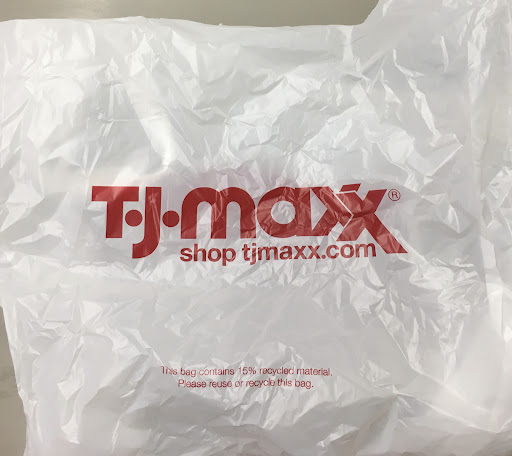 T•J•maxx®
shop tjmaxx.com
This bag contains 15% recycled material.
Please reuse or recycle this bag.